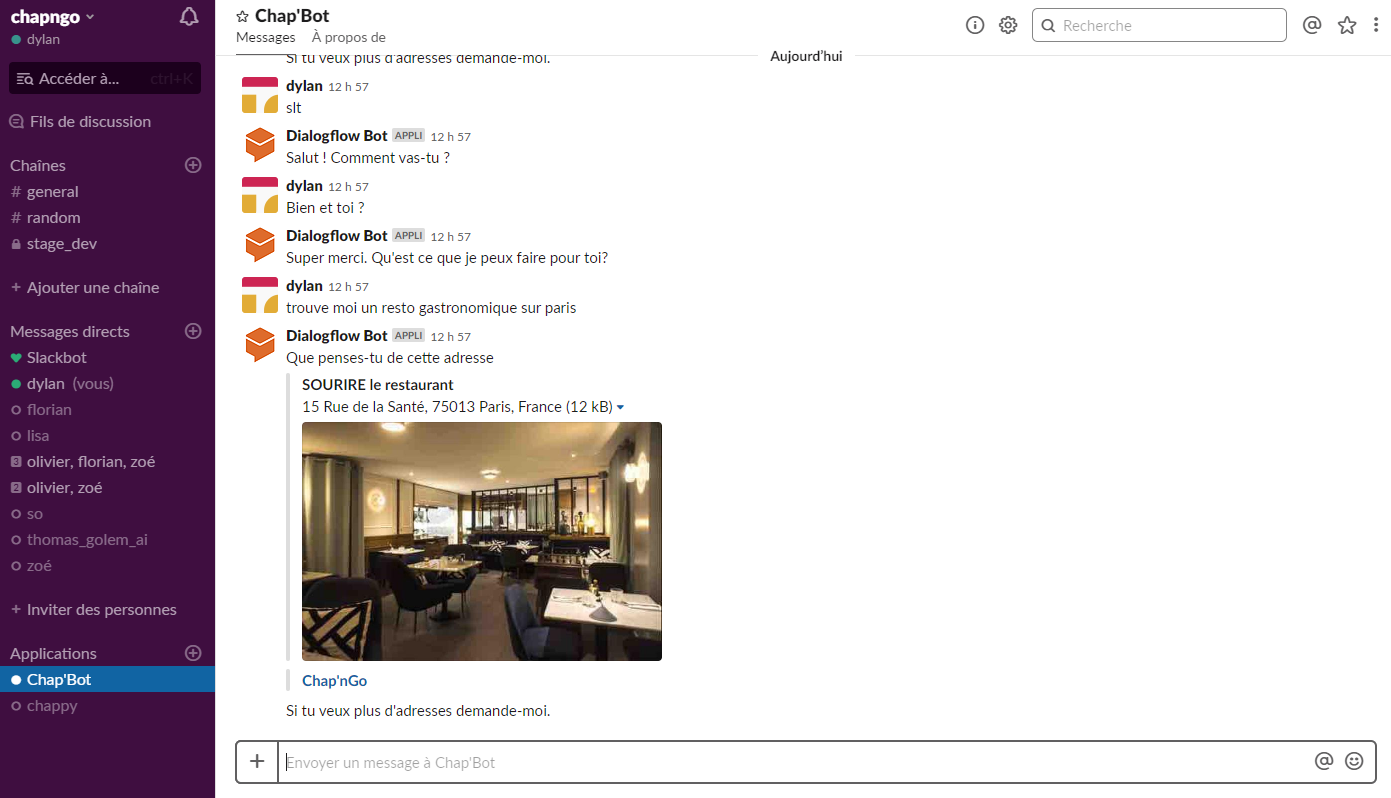 chapngo
dylan
Accéder à... ctrl+K
Fils de discussion
Chaînes
# general
# random
stage_dev
+ Ajouter une chaîne
Messages directs
Slackbot
dylan (vous)
florian
lisa
3 olivier, florian, zoé
2 olivier, zoé
so
thomas_golem_ai
zoé
+ Inviter des personnes
Applications
Chap'Bot
chappy
Chap'Bot
Messages À propos de
Recherche
Aujourd'hui
Si tu veux plus d'adresses demande-moi.
dylan 12 h 57
slt
Dialogflow Bot APPLI 12 h 57
Salut ! Comment vas-tu ?
dylan 12 h 57
Bien et toi ?
Dialogflow Bot APPLI 12 h 57
Super merci. Qu'est ce que je peux faire pour toi?
dylan 12 h 57
trouve moi un resto gastronomique sur paris
Dialogflow Bot APPLI 12 h 57
Que penses-tu de cette adresse
SOURIRE le restaurant
15 Rue de la Santé, 75013 Paris, France (12 kB)
Chap'nGo
Si tu veux plus d'adresses demande-moi.
+ Envoyer un message à Chap'Bot @